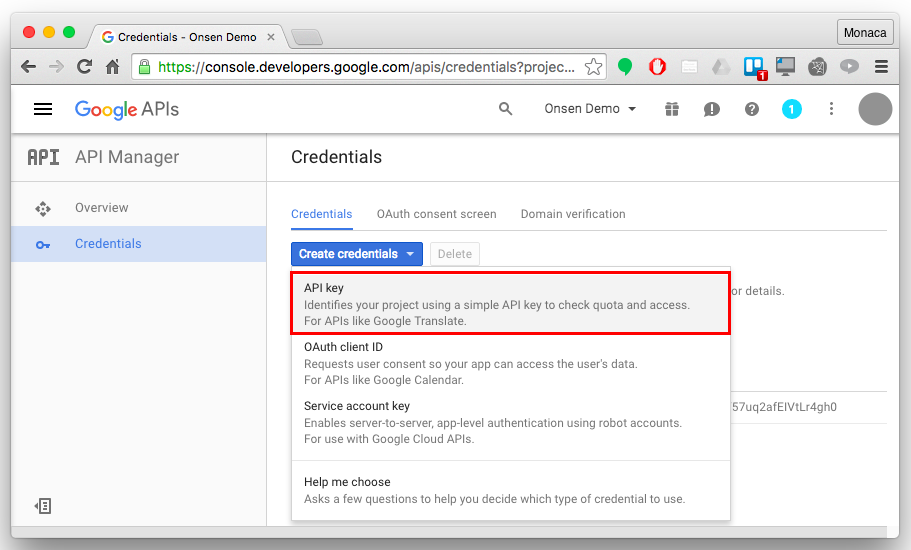 Credentials - Onsen Demo
Monaca
https://console.developers.google.com/apis/credentials?projec...
1
Google APIs
Onsen Demo
1
API API Manager
Credentials
Overview
Credentials
Credentials OAuth consent screen Domain verification
Create credentials Delete
API key
Identifies your project using a simple API key to check quota and access.
For APIs like Google Translate.
or details.
OAuth client ID
Requests user consent so your app can access the user's data.
For APIs like Google Calendar.
Service account key
57uq2afEIVtLr4gh0
Enables server-to-server, app-level authentication using robot accounts.
For use with Google Cloud APIs.
Help me choose
Asks a few questions to help you decide which type of credential to use.